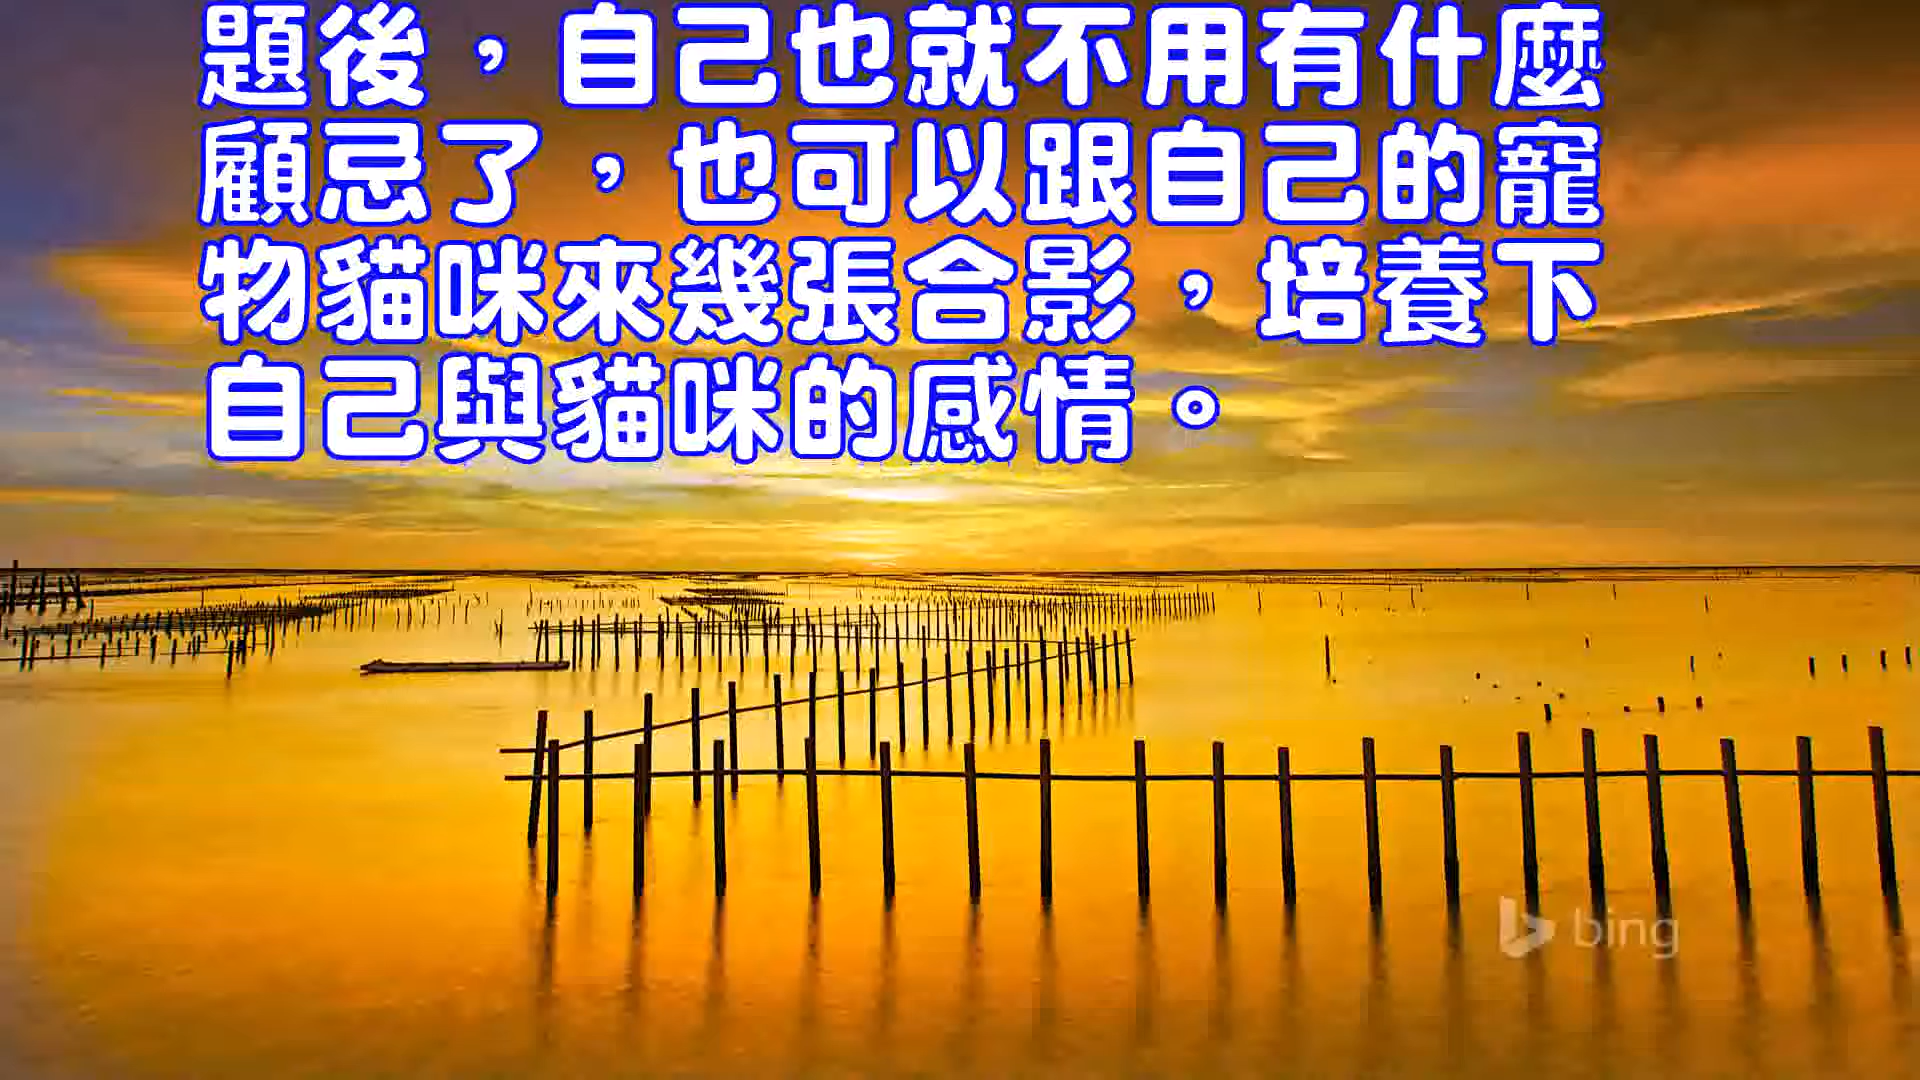 題後，自己也就不用有什麼
顧忌了，也可以跟自己的寵
物貓咪來幾張合影，培養下
自己與貓咪的感情。
bing